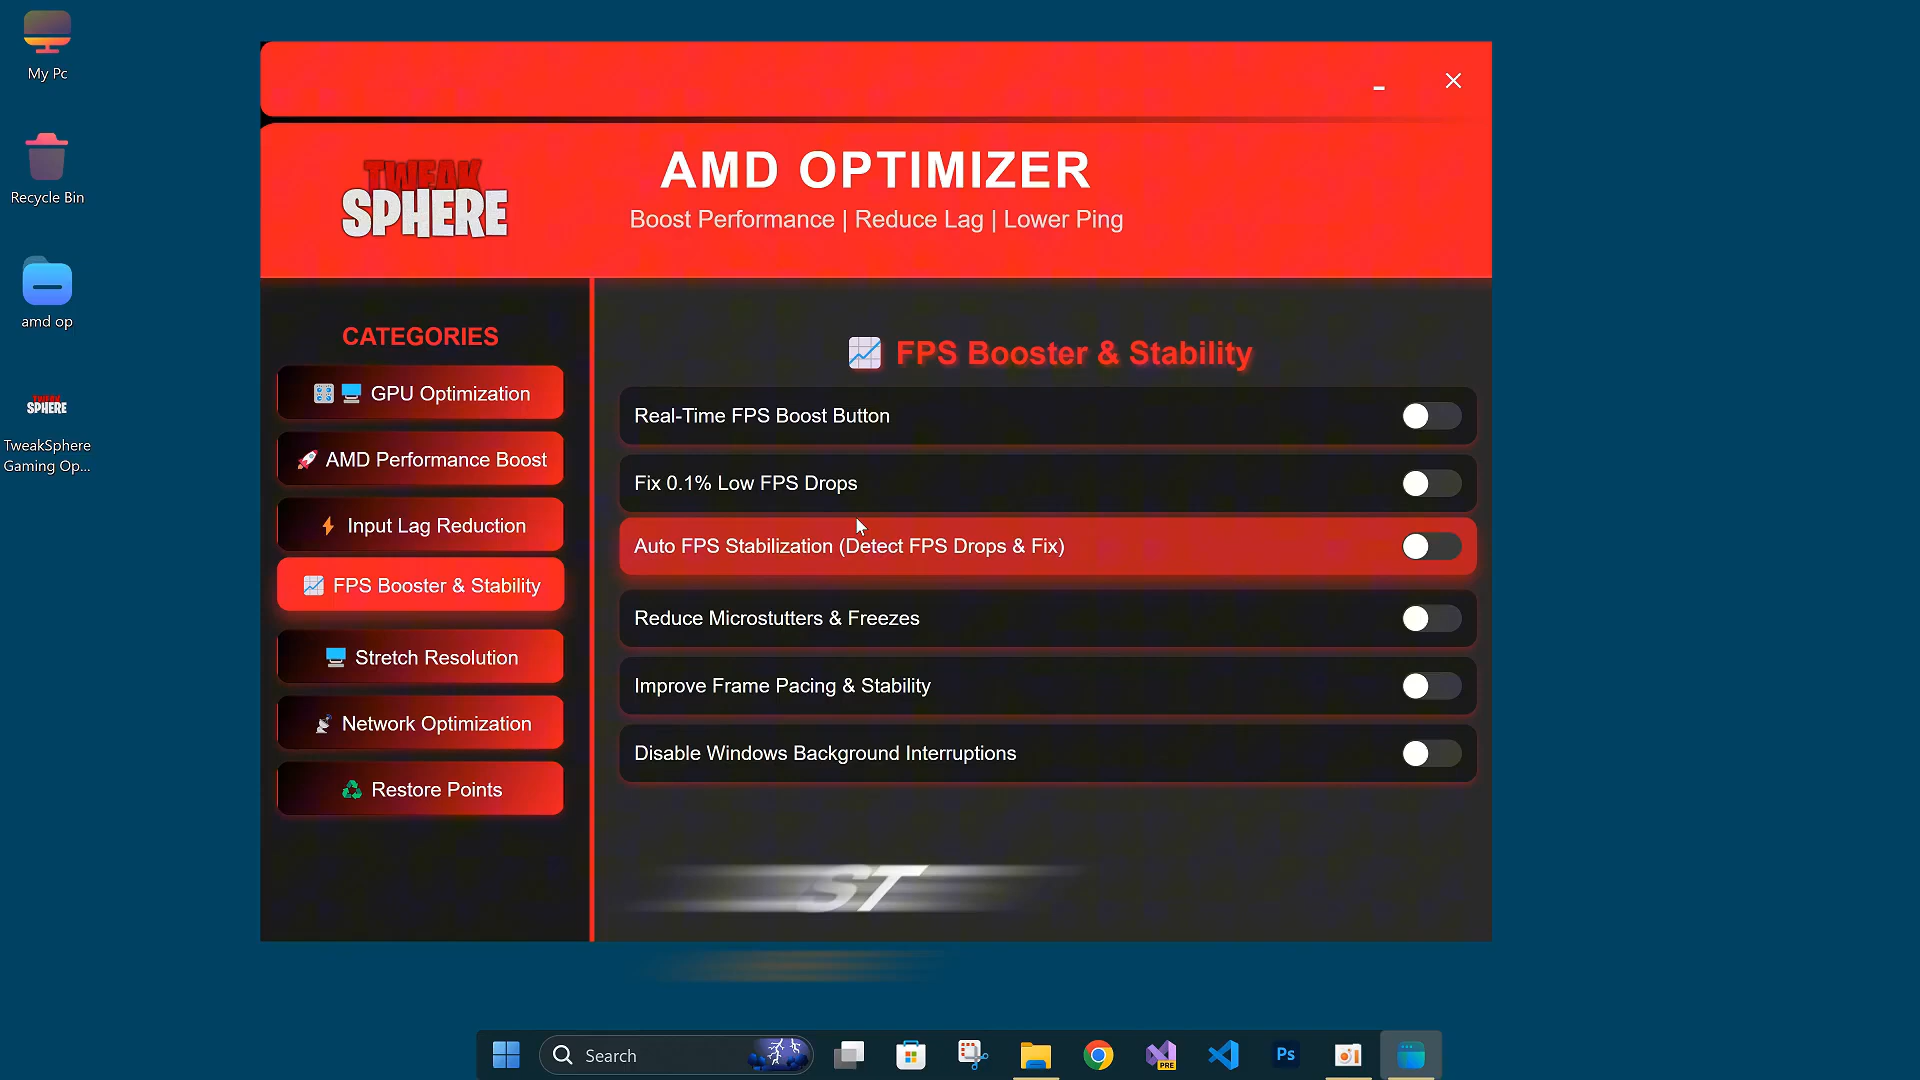 My Pc
Recycle Bin
amd op
TWEAK
SPHERE
TweakSphere
Gaming Op...
TWEAK
SPHERE
AMD OPTIMIZER
Boost Performance | Reduce Lag | Lower Ping
CATEGORIES
GPU Optimization
AMD Performance Boost
Input Lag Reduction
FPS Booster & Stability
Stretch Resolution
Network Optimization
Restore Points
FPS Booster & Stability
Real-Time FPS Boost Button
Fix 0.1% Low FPS Drops
Auto FPS Stabilization (Detect FPS Drops & Fix)
Reduce Microstutters & Freezes
Improve Frame Pacing & Stability
Disable Windows Background Interruptions
ST
Search
PRE
Ps